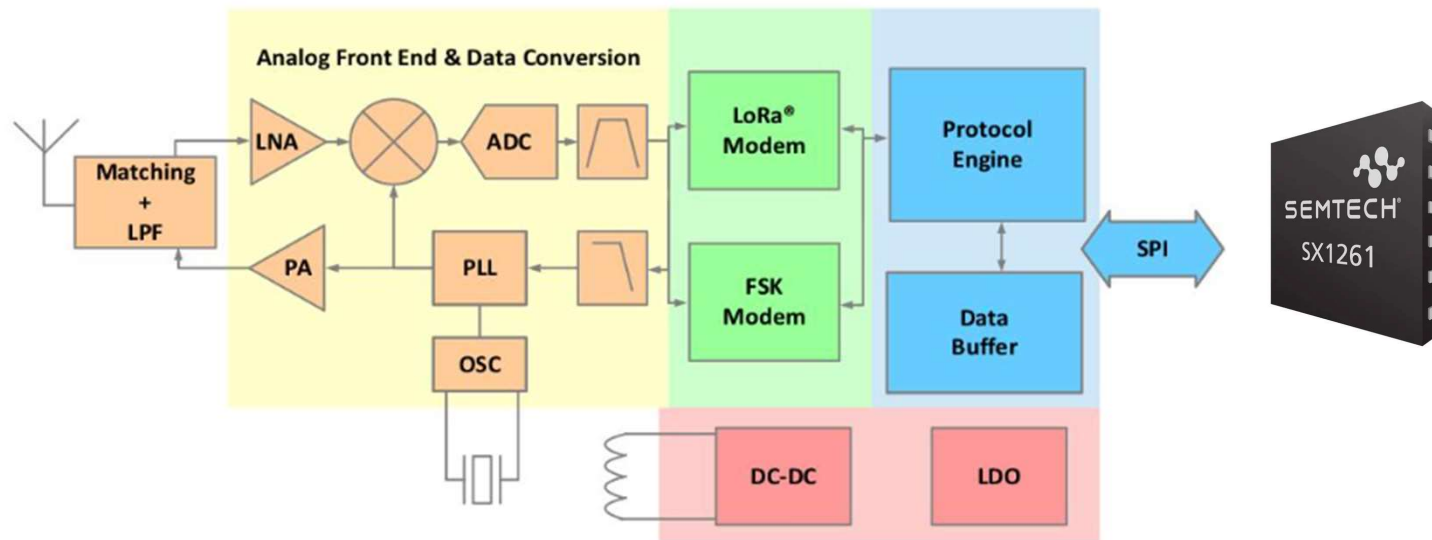 Analog Front End & Data Conversion
LNA
ADC
Matching
+
LPF
PA
PLL
OSC
LoRa®
Modem
FSK
Modem
Protocol
Engine
Data
Buffer
SPI
DC-DC
LDO
SEMTECH®
SX1261